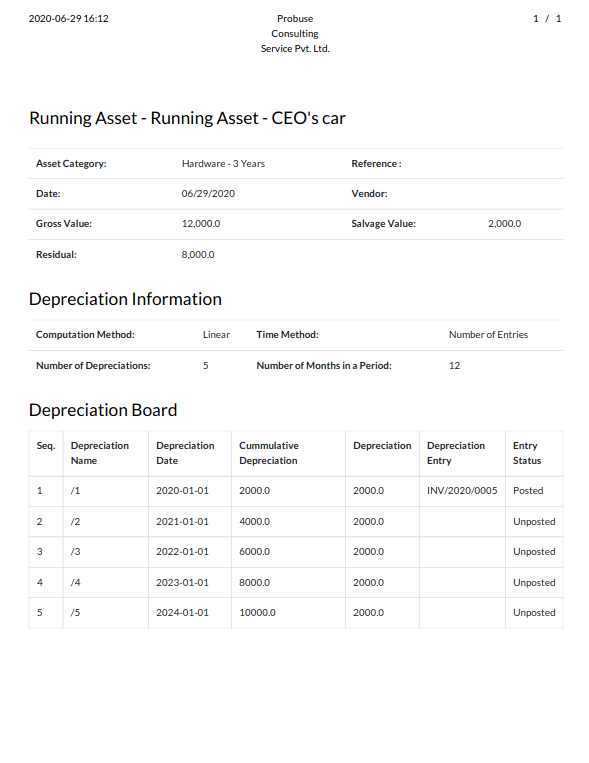 2020-06-29 16:12
Probuse
Consulting
Service Pvt. Ltd.
1 / 1
Running Asset - Running Asset - CEO's car
Asset Category: Hardware - 3 Years Reference :
Date: 06/29/2020 Vendor:
Gross Value: 12,000.0 Salvage Value: 2,000.0
Residual: 8,000.0
Depreciation Information
Computation Method: Linear Time Method: Number of Entries
Number of Depreciations: 5 Number of Months in a Period: 12
Depreciation Board
Seq. Depreciation Name Depreciation Date Cummulative Depreciation Depreciation Depreciation Entry Entry Status
1 /1 2020-01-01 2000.0 2000.0 INV/2020/0005 Posted
2 /2 2021-01-01 4000.0 2000.0 Unposted
3 /3 2022-01-01 6000.0 2000.0 Unposted
4 /4 2023-01-01 8000.0 2000.0 Unposted
5 /5 2024-01-01 10000.0 2000.0 Unposted